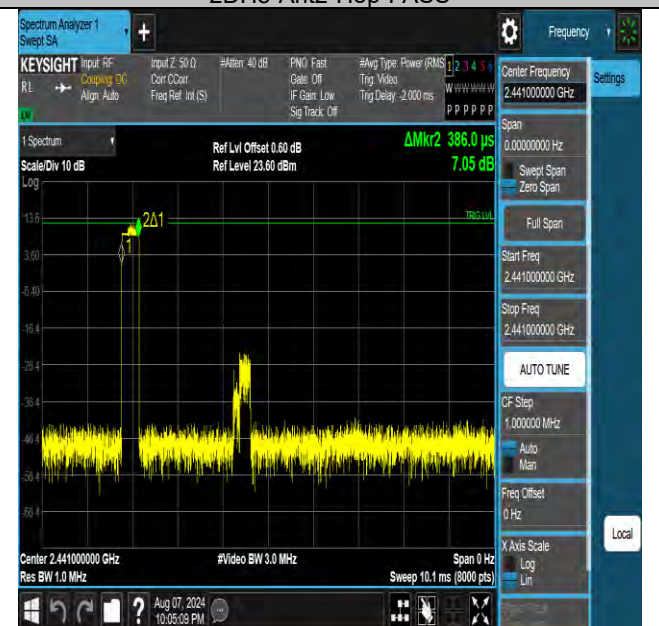 Spectrum Analyzer 1
Swept SA
+
Frequency
KEYSIGHT
RL
Input: RF
Coupling: DC
Align: Auto
Input Z: 50 Ω
Corr CCorr
Freq Ref: Int (S)
#Atten: 40 dB
PNO: Fast
Gate: Off
IF Gain: Low
Sig Track: Off
#Avg Type: Power (RMS
Trig: Video
Trig Delay: -2.000 ms
1 2 3 4 5 6
W W W W W W
P P P P P P
1 Spectrum
Scale/Div 10 dB
Log
Ref Lvl Offset 0.60 dB
Ref Level 23.60 dBm
ΔMkr2 386.0 µs
7.05 dB
13.6
3.60
-6.40
-16.4
-26.4
-36.4
-46.4
-56.4
-66.4
2Δ1
1
TRIG LVL
Center 2.441000000 GHz
Res BW 1.0 MHz
#Video BW 3.0 MHz
Span 0 Hz
Sweep 10.1 ms (8000 pts)
Center Frequency
2.441000000 GHz
Settings
Span
0.00000000 Hz
Swept Span
Zero Span
Full Span
Start Freq
2.441000000 GHz
Stop Freq
2.441000000 GHz
AUTO TUNE
CF Step
1.000000 MHz
Auto
Man
Freq Offset
0 Hz
X Axis Scale
Log
Lin
Local
?
Aug 07, 2024
10:05:09 PM